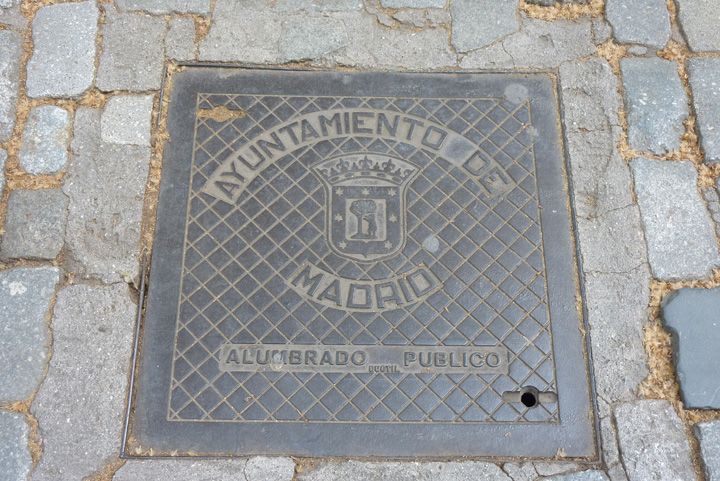 AYUNTAMIENTO DE
MADRID
ALUMBRADO PUBLICO